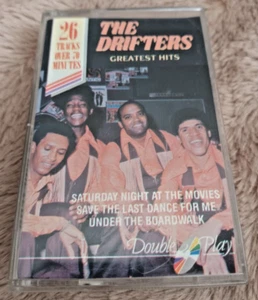 26
TRACKS
OVER 70
MINUTES
THE
DRIFTERS
GREATEST HITS
SATURDAY NIGHT AT THE MOVIES
SAVE THE LAST DANCE FOR ME
UNDER THE BOARDWALK
Double Play